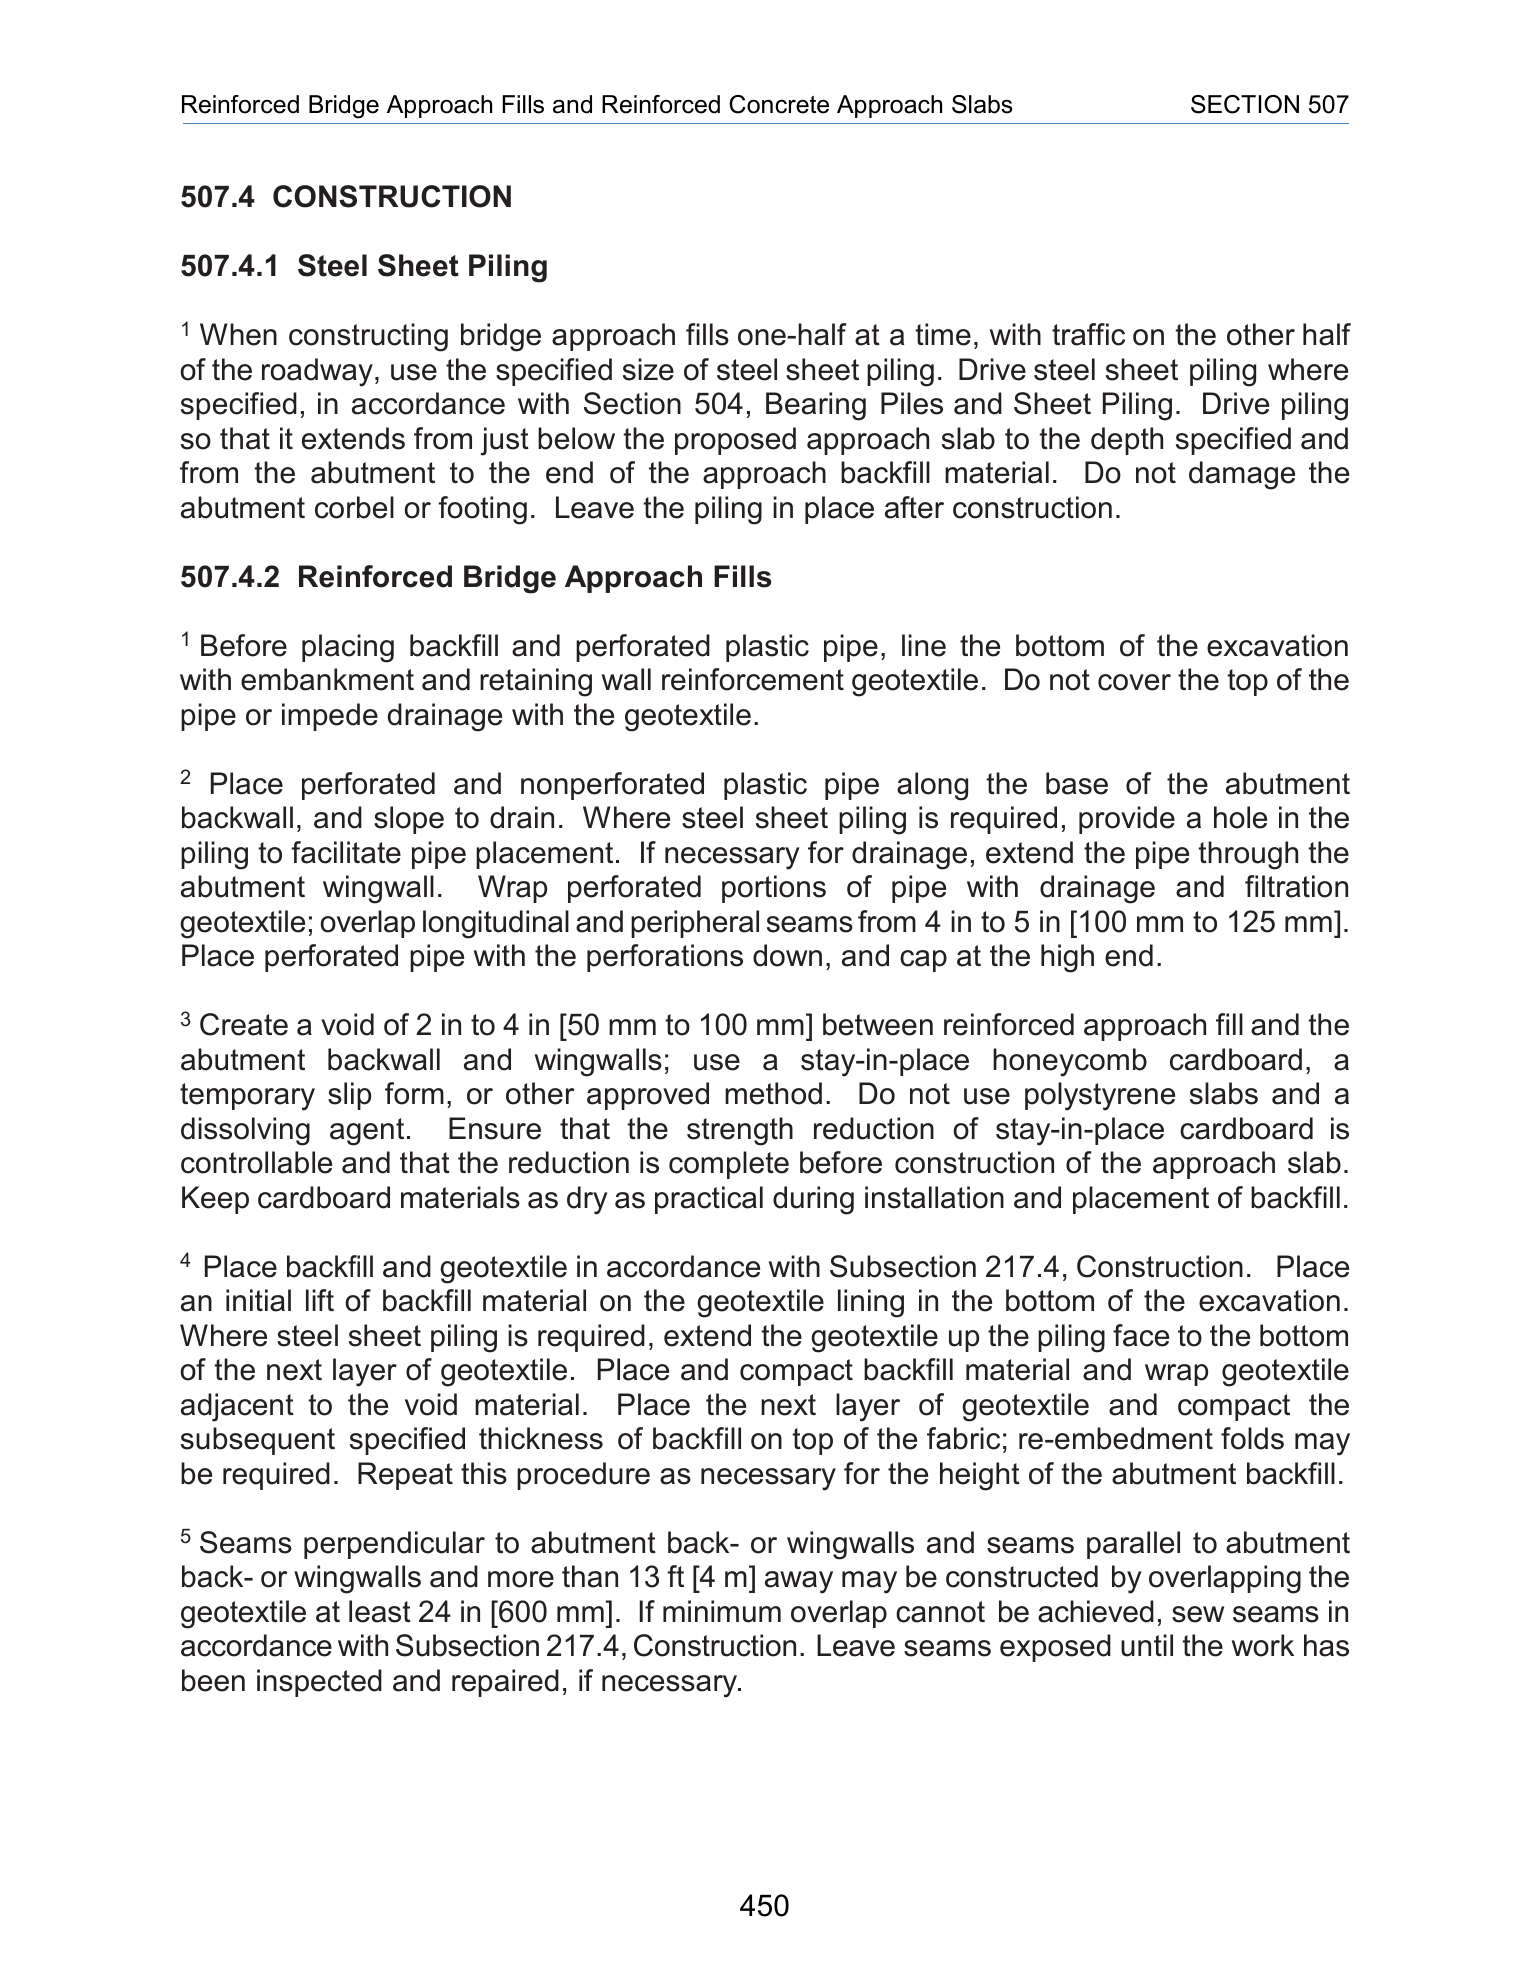 Reinforced Bridge Approach Fills and Reinforced Concrete Approach Slabs SECTION 507
507.4 CONSTRUCTION
507.4.1 Steel Sheet Piling
1 When constructing bridge approach fills one-half at a time, with traffic on the other half
of the roadway, use the specified size of steel sheet piling. Drive steel sheet piling where
specified, in accordance with Section 504, Bearing Piles and Sheet Piling. Drive piling
so that it extends from just below the proposed approach slab to the depth specified and
from the abutment to the end of the approach backfill material. Do not damage the
abutment corbel or footing. Leave the piling in place after construction.
507.4.2 Reinforced Bridge Approach Fills
1 Before placing backfill and perforated plastic pipe, line the bottom of the excavation
with embankment and retaining wall reinforcement geotextile. Do not cover the top of the
pipe or impede drainage with the geotextile.
2 Place perforated and nonperforated plastic pipe along the base of the abutment
backwall, and slope to drain. Where steel sheet piling is required, provide a hole in the
piling to facilitate pipe placement. If necessary for drainage, extend the pipe through the
abutment wingwall. Wrap perforated portions of pipe with drainage and filtration
geotextile; overlap longitudinal and peripheral seams from 4 in to 5 in [100 mm to 125 mm].
Place perforated pipe with the perforations down, and cap at the high end.
3 Create a void of 2 in to 4 in [50 mm to 100 mm] between reinforced approach fill and the
abutment backwall and wingwalls; use a stay-in-place honeycomb cardboard, a
temporary slip form, or other approved method. Do not use polystyrene slabs and a
dissolving agent. Ensure that the strength reduction of stay-in-place cardboard is
controllable and that the reduction is complete before construction of the approach slab.
Keep cardboard materials as dry as practical during installation and placement of backfill.
4 Place backfill and geotextile in accordance with Subsection 217.4, Construction. Place
an initial lift of backfill material on the geotextile lining in the bottom of the excavation.
Where steel sheet piling is required, extend the geotextile up the piling face to the bottom
of the next layer of geotextile. Place and compact backfill material and wrap geotextile
adjacent to the void material. Place the next layer of geotextile and compact the
subsequent specified thickness of backfill on top of the fabric; re-embedment folds may
be required. Repeat this procedure as necessary for the height of the abutment backfill.
5 Seams perpendicular to abutment back- or wingwalls and seams parallel to abutment
back- or wingwalls and more than 13 ft [4 m] away may be constructed by overlapping the
geotextile at least 24 in [600 mm]. If minimum overlap cannot be achieved, sew seams in
accordance with Subsection 217.4, Construction. Leave seams exposed until the work has
been inspected and repaired, if necessary.
450